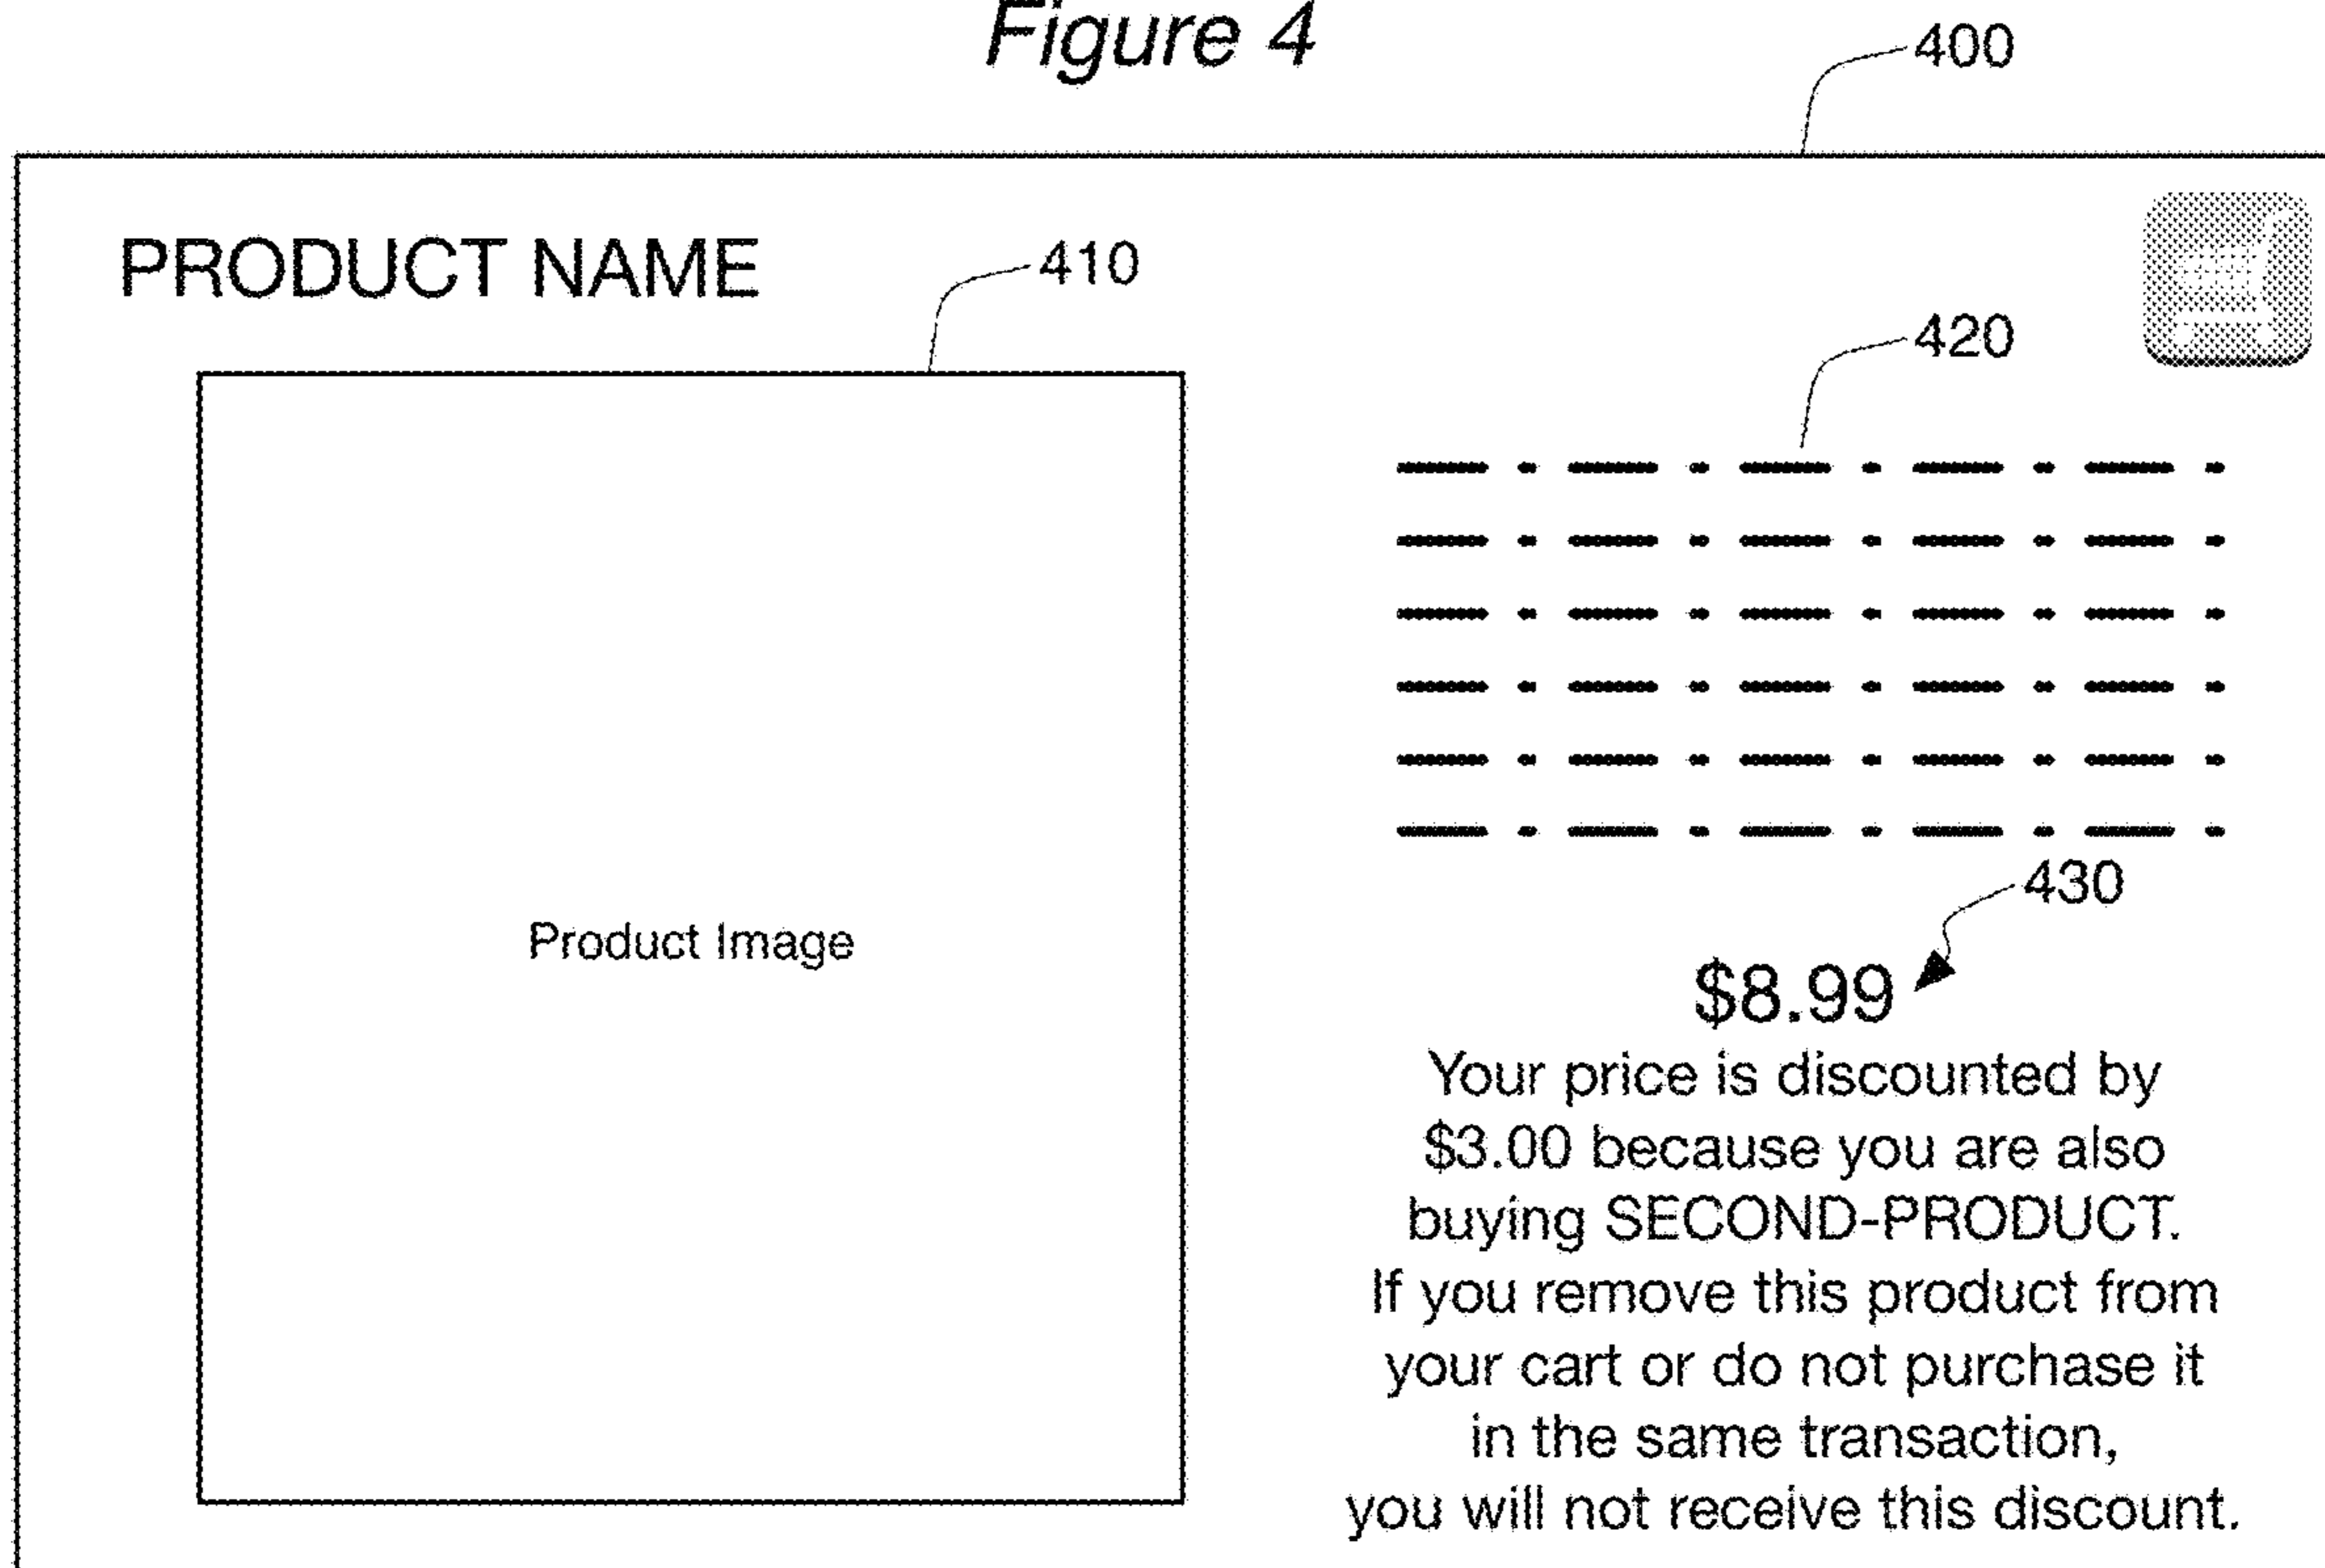 Figure 4
400
PRODUCT NAME
410
420
430
Product Image
$8.99
Your price is discounted by
$3.00 because you are also
buying SECOND-PRODUCT.
If you remove this product from
your cart or do not purchase it
in the same transaction,
you will not receive this discount.